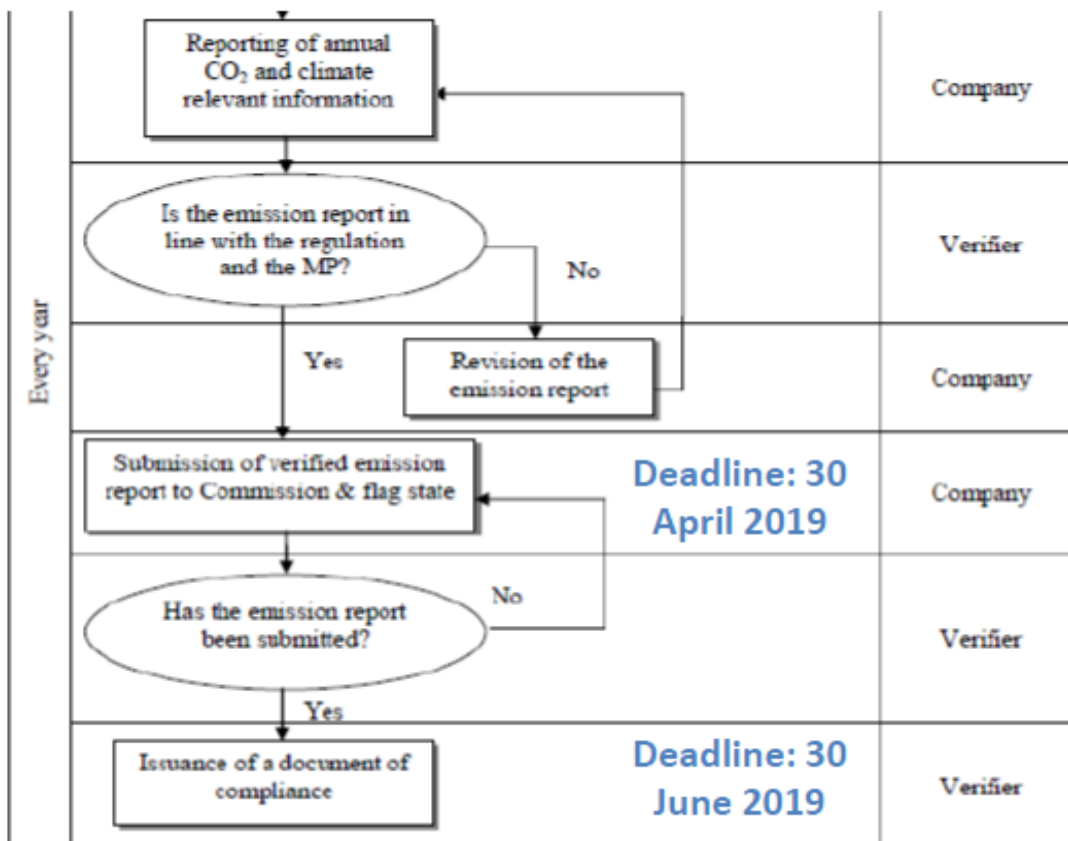 Every year
Reporting of annual
CO₂ and climate
relevant information
Company
Is the emission report in
line with the regulation
and the MP?
No
Verifier
Yes
Revision of the
emission report
Company
Submission of verified emission
report to Commission & flag state
Deadline: 30
April 2019
Company
Has the emission report
been submitted?
No
Verifier
Yes
Issuance of a document of
compliance
Deadline: 30
June 2019
Verifier